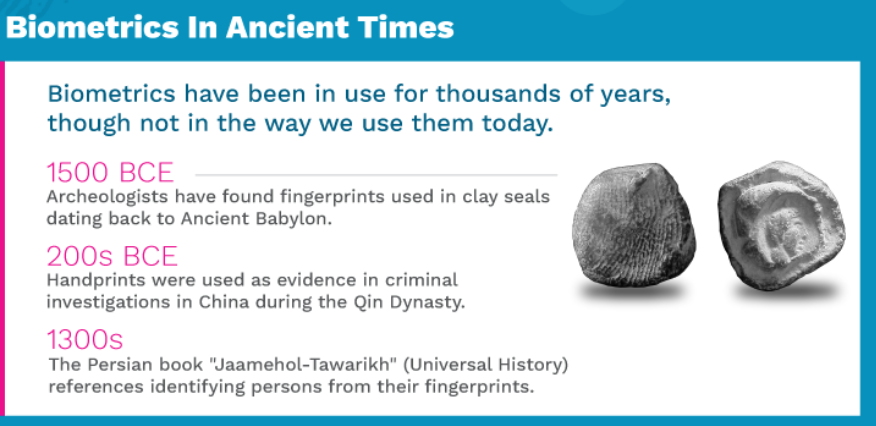 Biometrics In Ancient Times
Biometrics have been in use for thousands of years,
though not in the way we use them today.
1500 BCE
Archeologists have found fingerprints used in clay seals
dating back to Ancient Babylon.
200s BCE
Handprints were used as evidence in criminal
investigations in China during the Qin Dynasty.
1300s
The Persian book "Jaamehol-Tawarikh" (Universal History)
references identifying persons from their fingerprints.